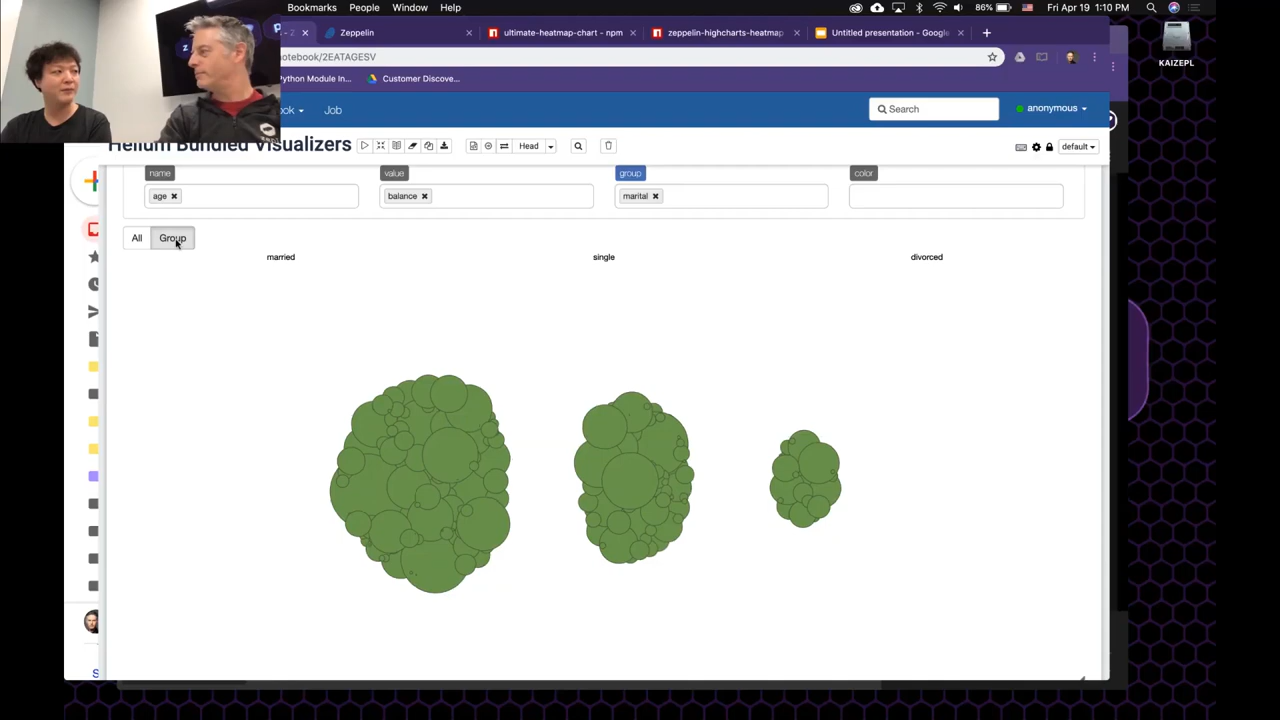 Bookmarks People Window Help
86% Fri Apr 19 1:10 PM
Zeppelin
ultimate-heatmap-chart - npm
zeppelin-highcharts-heatmap
Untitled presentation - Google
notebook/2EATAGESV
Python Module In...
Customer Discove...
KAIZEPL
Job
Search
anonymous
Helium Bundled Visualizers
Head
default
name
value
group
color
age
balance
marital
All
Group
married
single
divorced